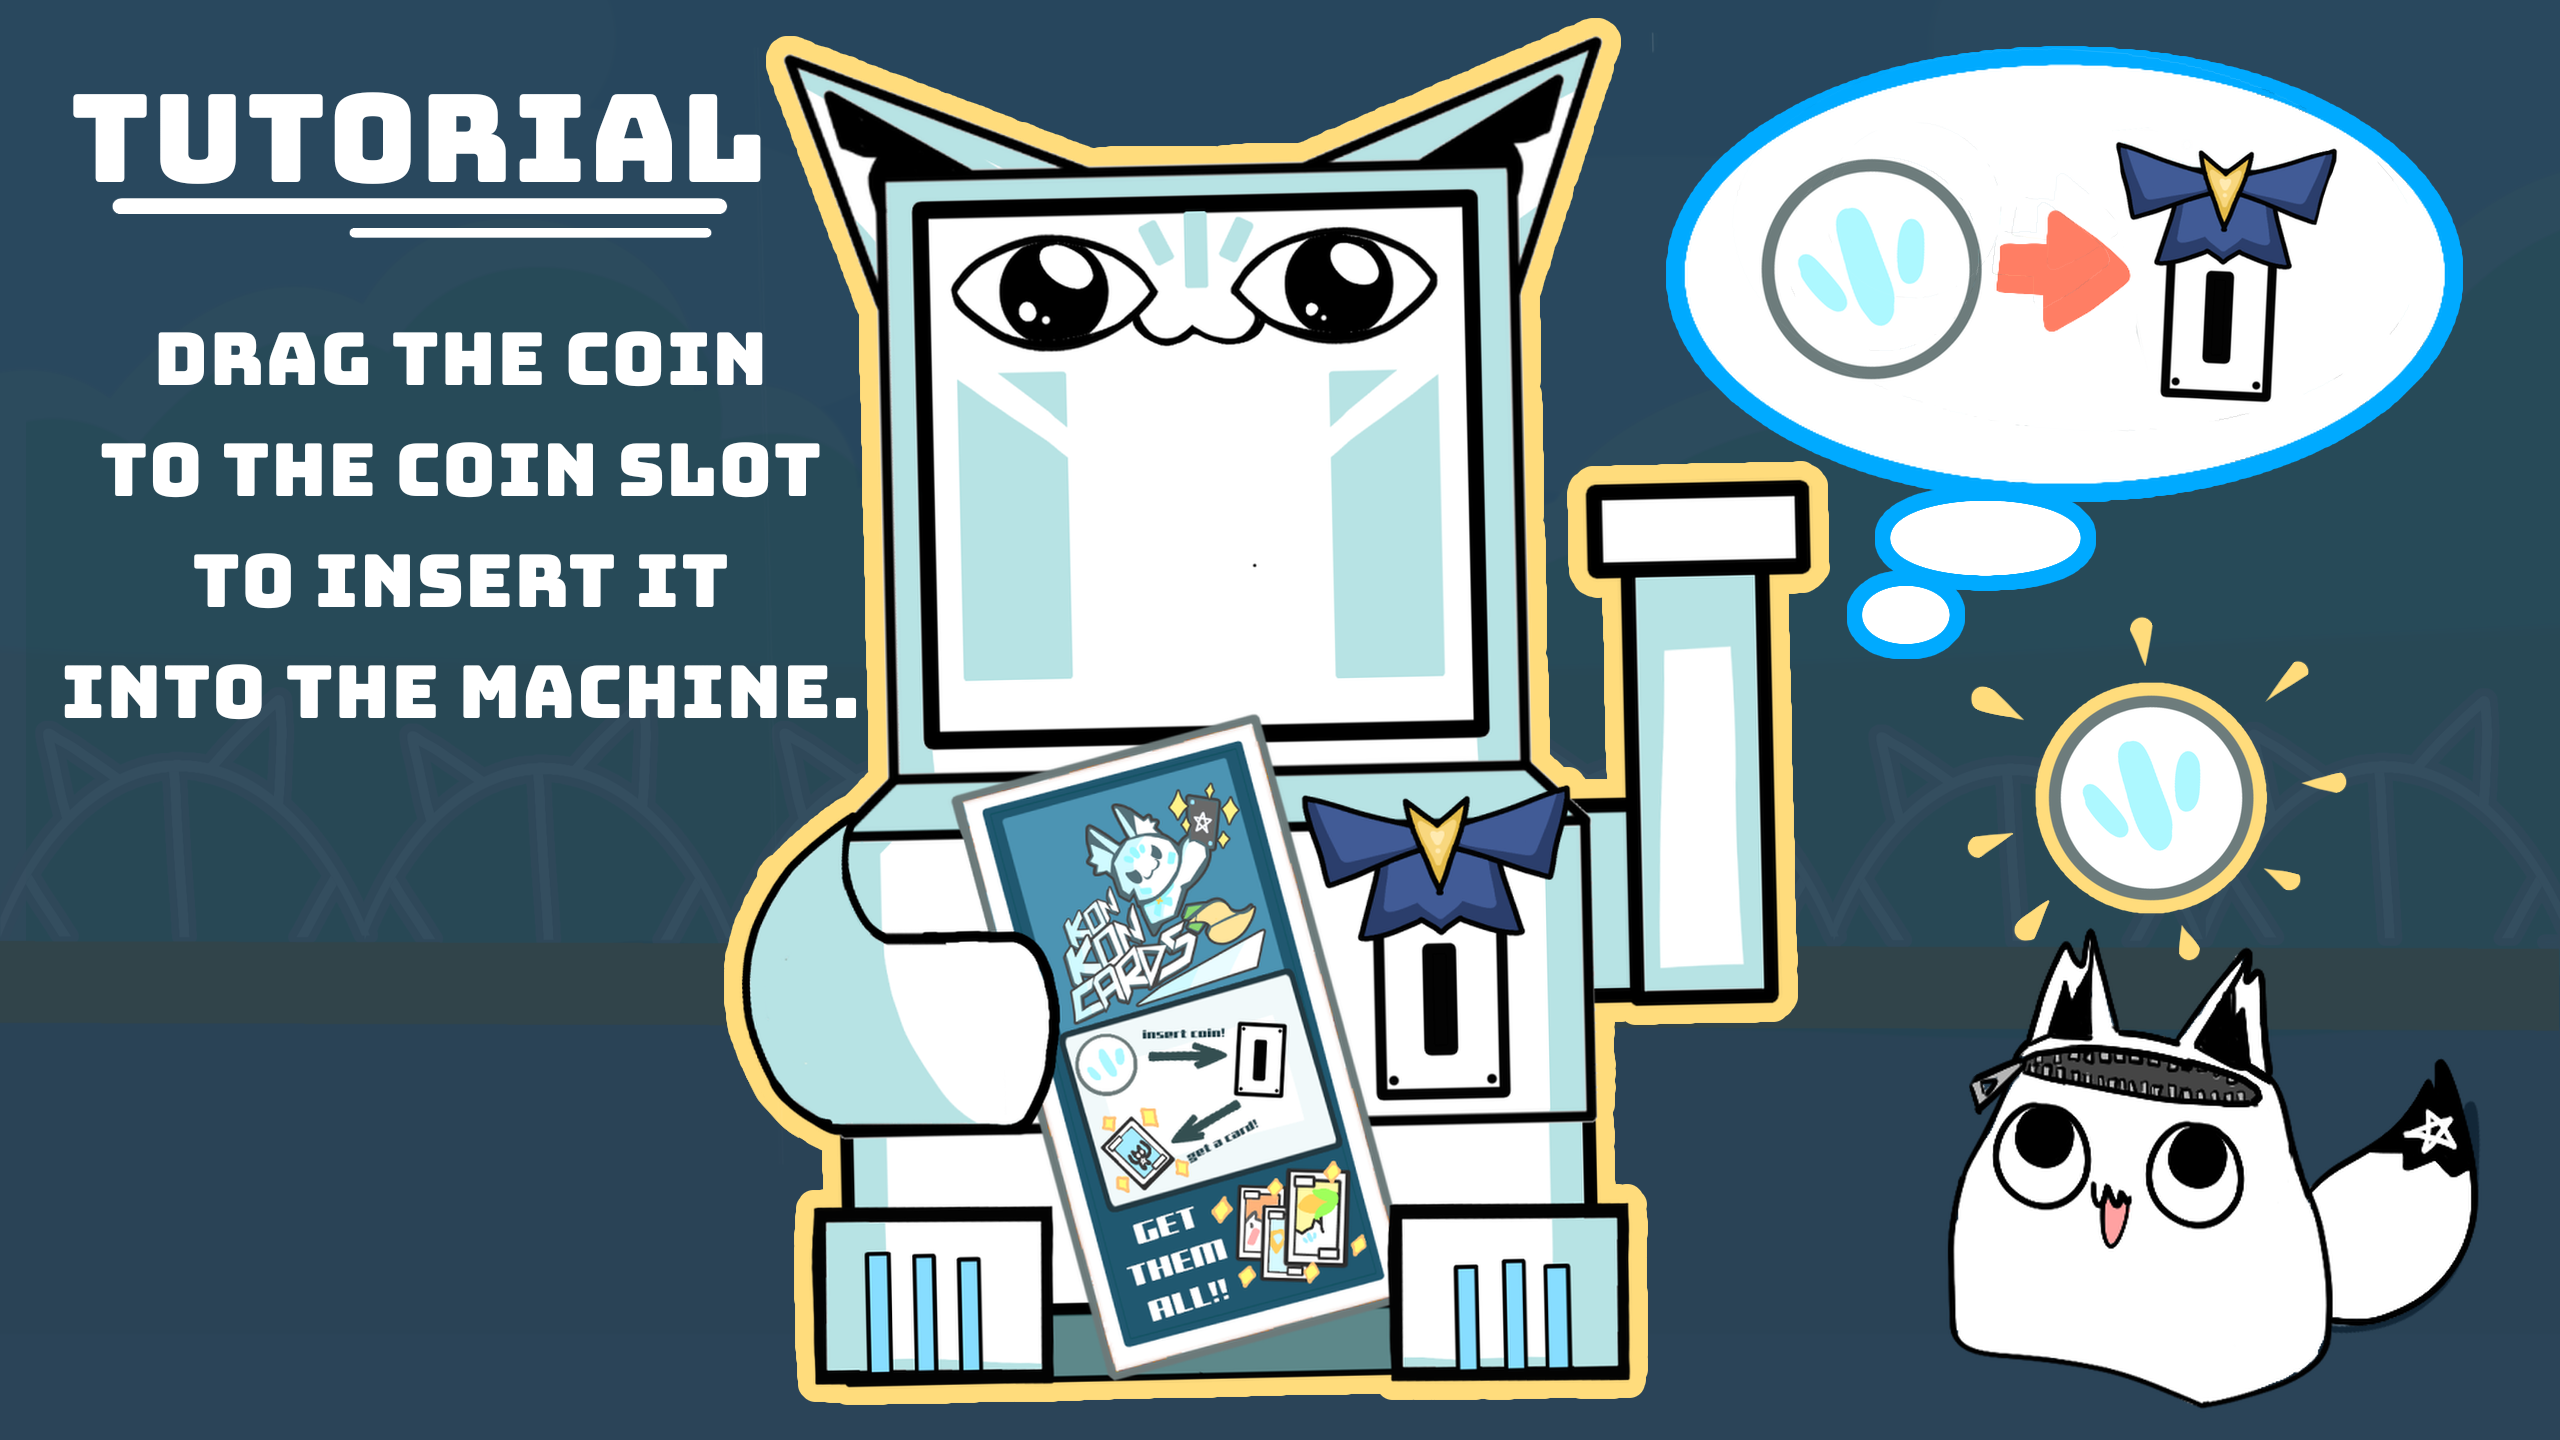 TUTORIAL
DRAG THE COIN
TO THE COIN SLOT
TO INSERT IT
INTO THE MACHINE.
KON
KON
CARDS
insert coin!
get a card!
GET
THEM
ALL!!